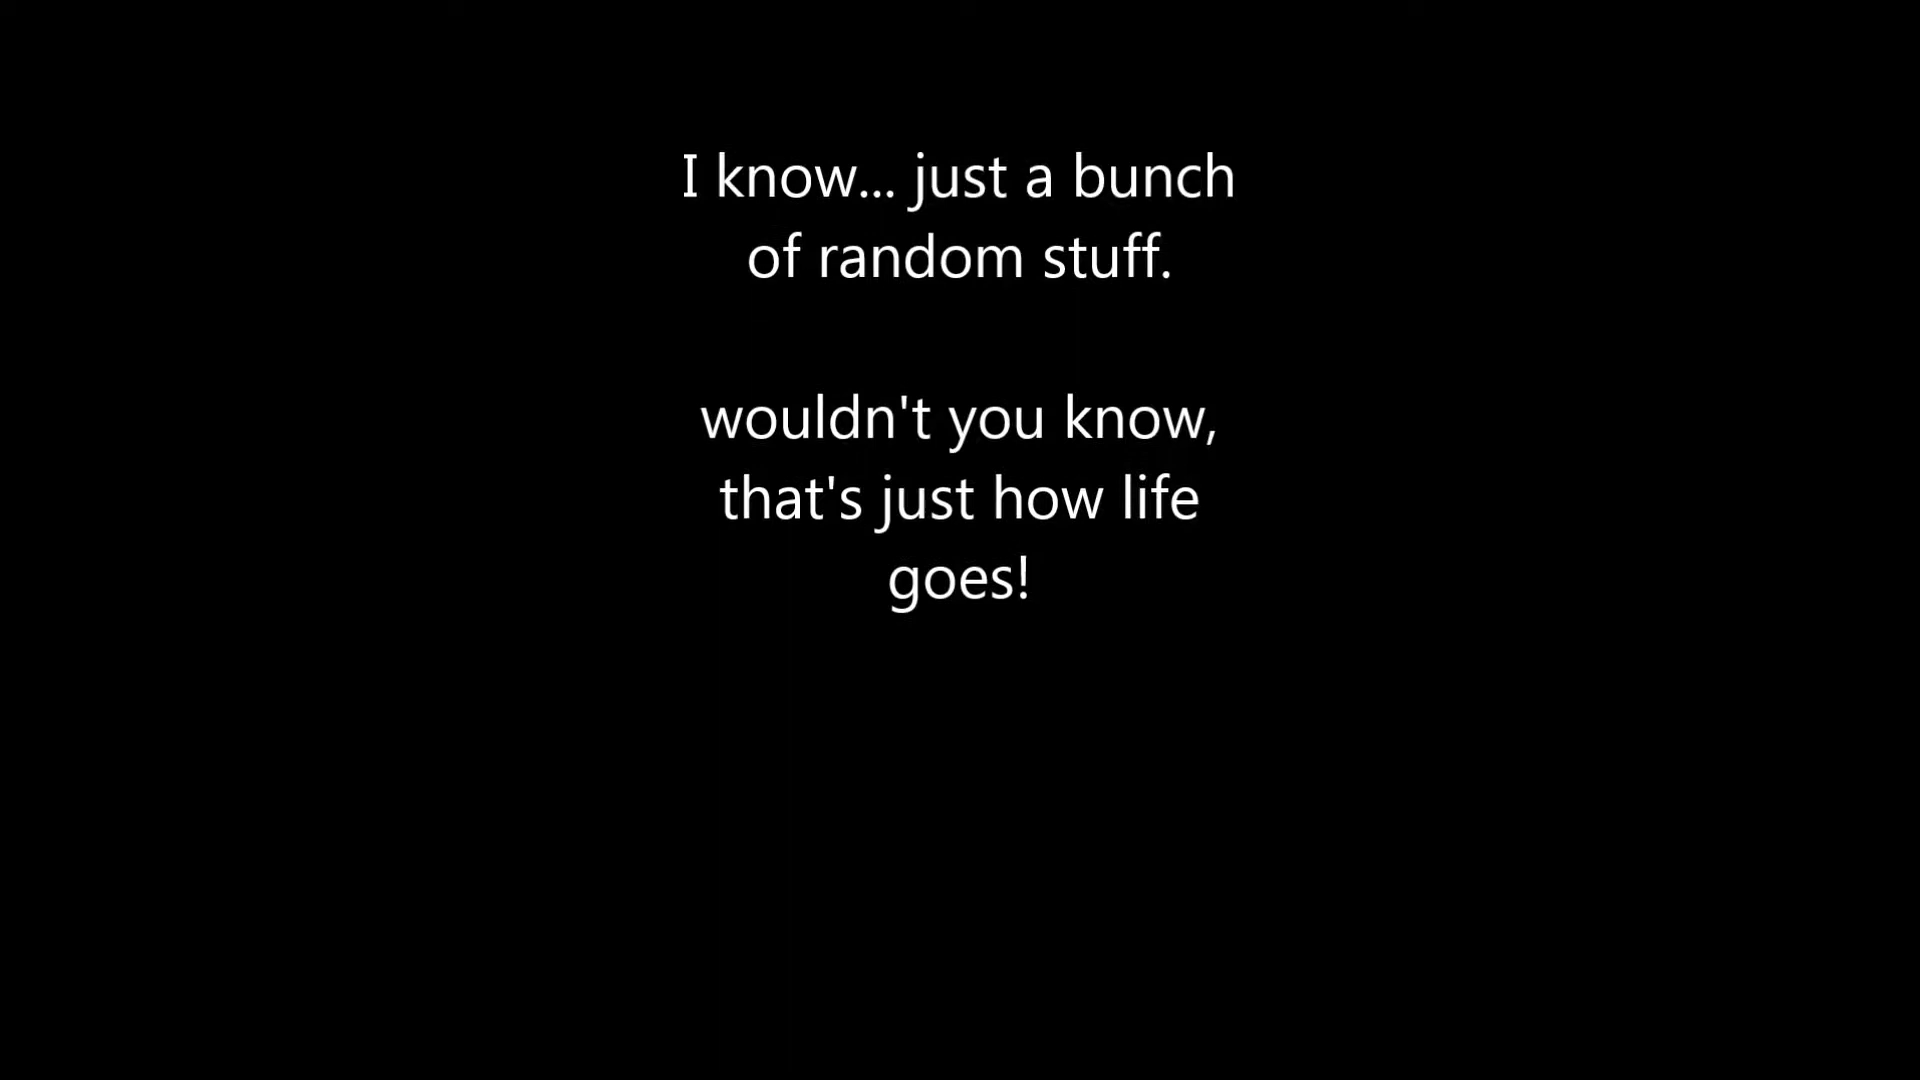 I know... just a bunch
of random stuff.
wouldn't you know,
that's just how life
goes!